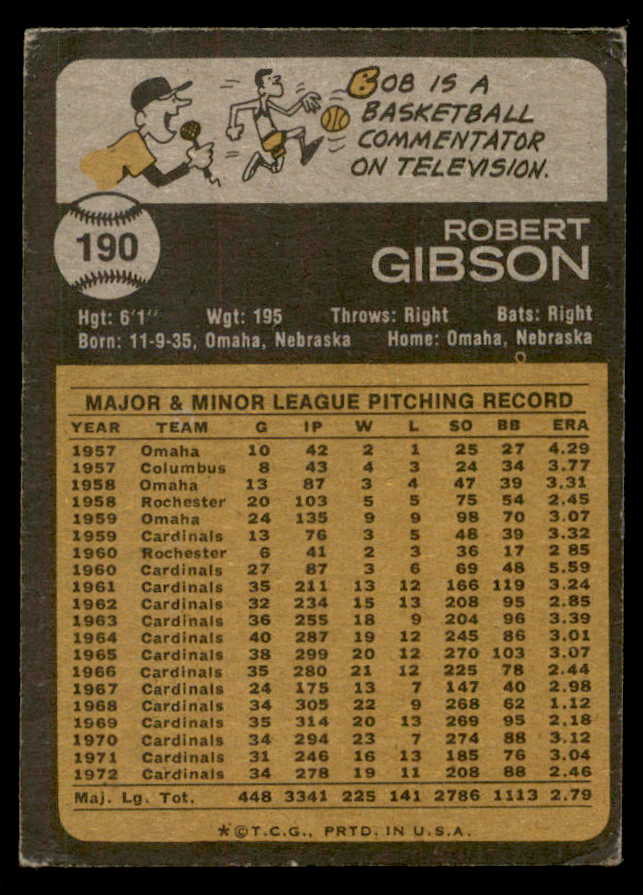 BOB IS A
BASKETBALL
COMMENTATOR
ON TELEVISION.
190
ROBERT
GIBSON
Hgt: 6'1" Wgt: 195 Throws: Right Bats: Right
Born: 11-9-35, Omaha, Nebraska Home: Omaha, Nebraska
MAJOR & MINOR LEAGUE PITCHING RECORD
YEAR TEAM G IP W L SO BB ERA
1957 Omaha 10 42 2 1 25 27 4.29
1957 Columbus 8 43 4 3 24 34 3.77
1958 Omaha 13 87 3 4 47 39 3.31
1958 Rochester 20 103 5 5 75 54 2.45
1959 Omaha 24 135 9 9 98 70 3.07
1959 Cardinals 13 76 3 5 48 39 3.32
1960 Rochester 6 41 2 3 36 17 2 85
1960 Cardinals 27 87 3 6 69 48 5.59
1961 Cardinals 35 211 13 12 166 119 3.24
1962 Cardinals 32 234 15 13 208 95 2.85
1963 Cardinals 36 255 18 9 204 96 3.39
1964 Cardinals 40 287 19 12 245 86 3.01
1965 Cardinals 38 299 20 12 270 103 3.07
1966 Cardinals 35 280 21 12 225 78 2.44
1967 Cardinals 24 175 13 7 147 40 2.98
1968 Cardinals 34 305 22 9 268 62 1.12
1969 Cardinals 35 314 20 13 269 95 2.18
1970 Cardinals 34 294 23 7 274 88 3.12
1971 Cardinals 31 246 16 13 185 76 3.04
1972 Cardinals 34 278 19 11 208 88 2.46
Maj. Lg. Tot. 448 3341 225 141 2786 1113 2.79
*©T.C.G., PRTD. IN U.S.A.